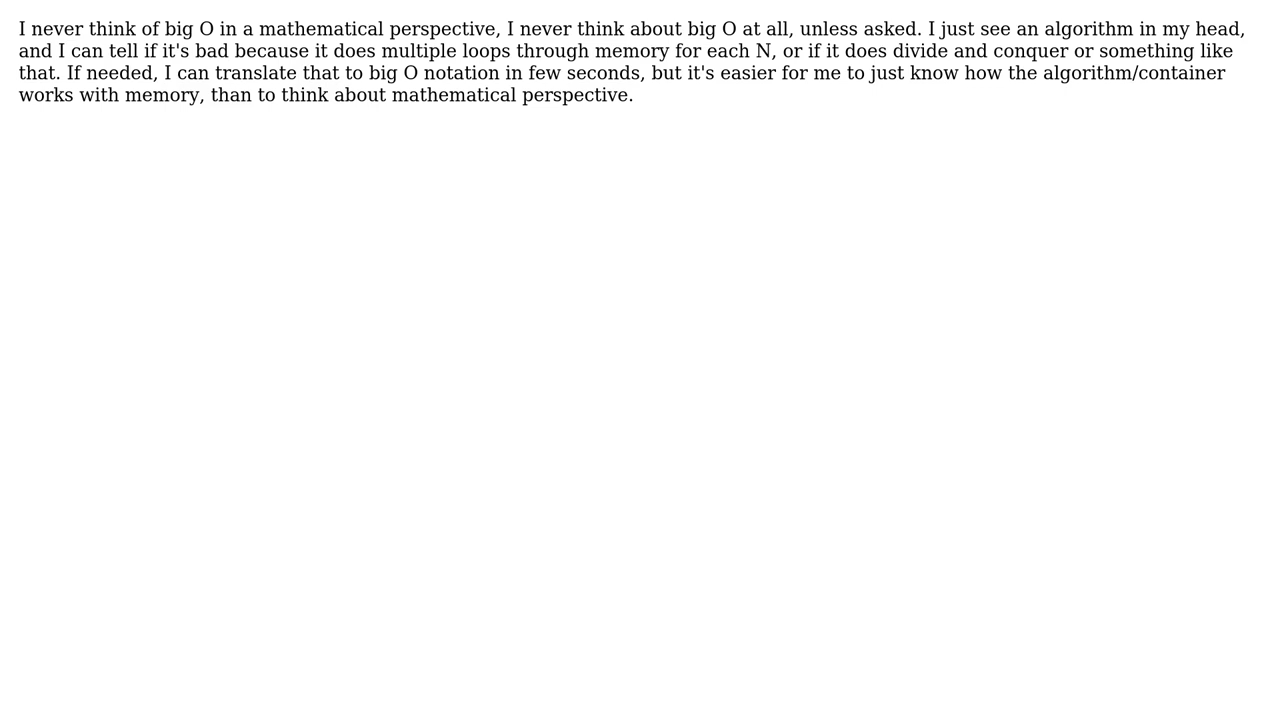 I never think of big O in a mathematical perspective, I never think about big O at all, unless asked. I just see an algorithm in my head,
and I can tell if it's bad because it does multiple loops through memory for each N, or if it does divide and conquer or something like
that. If needed, I can translate that to big O notation in few seconds, but it's easier for me to just know how the algorithm/container
works with memory, than to think about mathematical perspective.